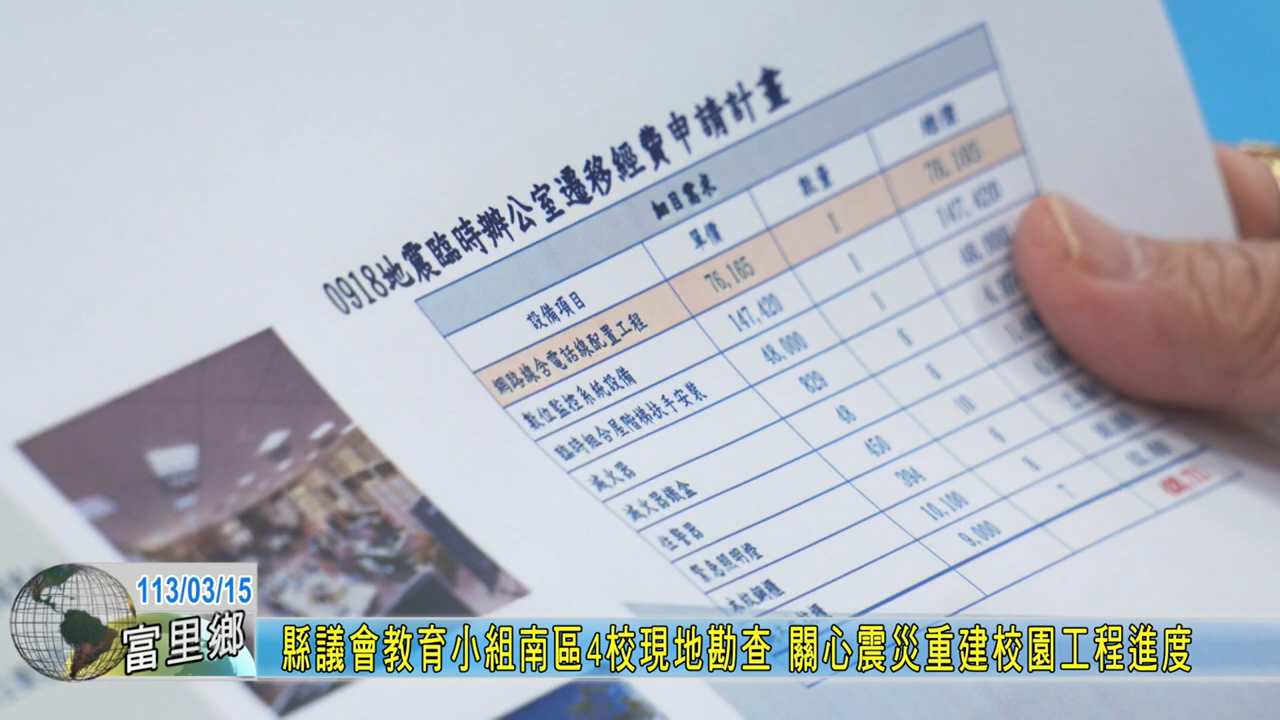 0918地震臨時辦公室遷移經費申請計畫
細目需求
設備項目 單價 數量 總價
網路線含電話線配置工程 76,165 1 76,165
數位監控系統設備 147,420 1 147,420
臨時組合屋階梯扶手安裝 48,000 1
滅火器 829 6
滅火器鐵盒 48 6
住警器 450 10
緊急照明燈 394 6
10,100 8
9,000 7
113/03/15
富里鄉
縣議會教育小組南區4校現地勘查 關心震災重建校園工程進度